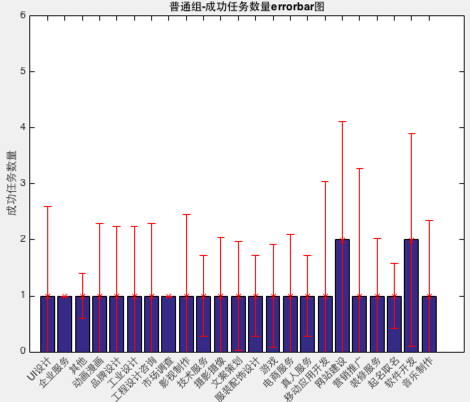 普通组-成功任务数量errorbar图
成功任务数量
6
5
4
3
2
1
0
UI设计
企业服务
其他
动画漫画
品牌设计
工业设计
工程设计咨询
市场调查
影视制作
技术服务
摄影摄像
文案策划
服装配饰设计
游戏
电商服务
真人服务
移动应用开发
网站建设
营销推广
装修服务
起名取名
软件开发
音乐制作